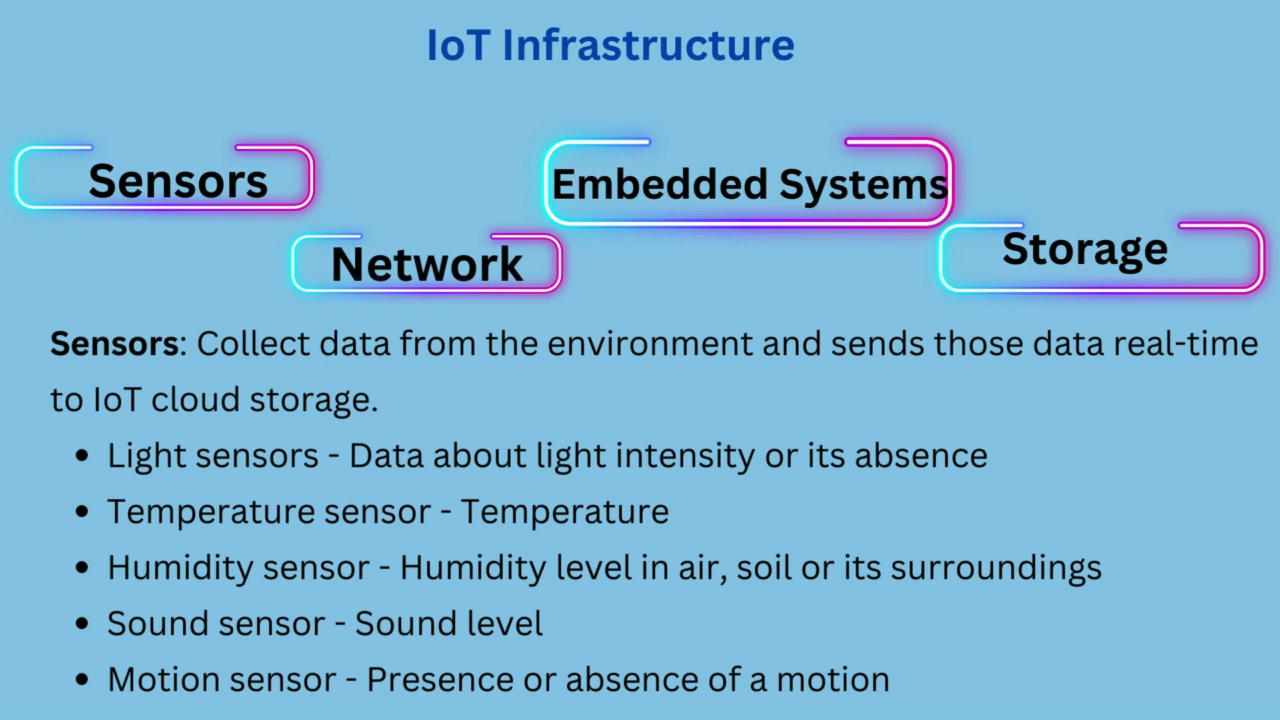 IoT Infrastructure
Sensors
Embedded Systems
Network
Storage
Sensors: Collect data from the environment and sends those data real-time
to IoT cloud storage.
• Light sensors - Data about light intensity or its absence
• Temperature sensor - Temperature
• Humidity sensor - Humidity level in air, soil or its surroundings
• Sound sensor - Sound level
• Motion sensor - Presence or absence of a motion